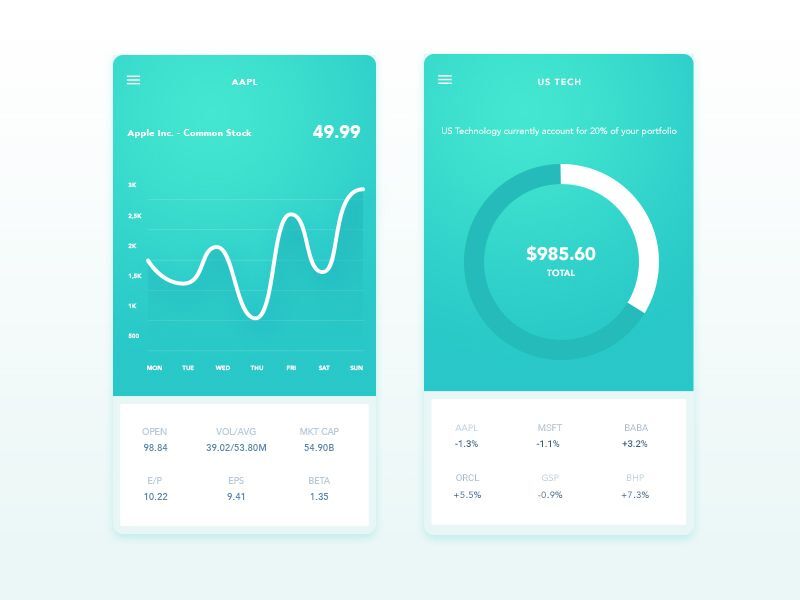 AAPL
Apple Inc. - Common Stock 49.99
3K
2,5K
2K
1,5K
1K
500
MON TUE WED THU FRI SAT SUN
OPEN VOL/AVG MKT CAP
98.84 39.02/53.80M 54.90B
E/P EPS BETA
10.22 9.41 1.35
US TECH
US Technology currently account for 20% of your portfolio
$985.60
TOTAL
AAPL MSFT BABA
-1.3% -1.1% +3.2%
ORCL GSP BHP
+5.5% -0.9% +7.3%